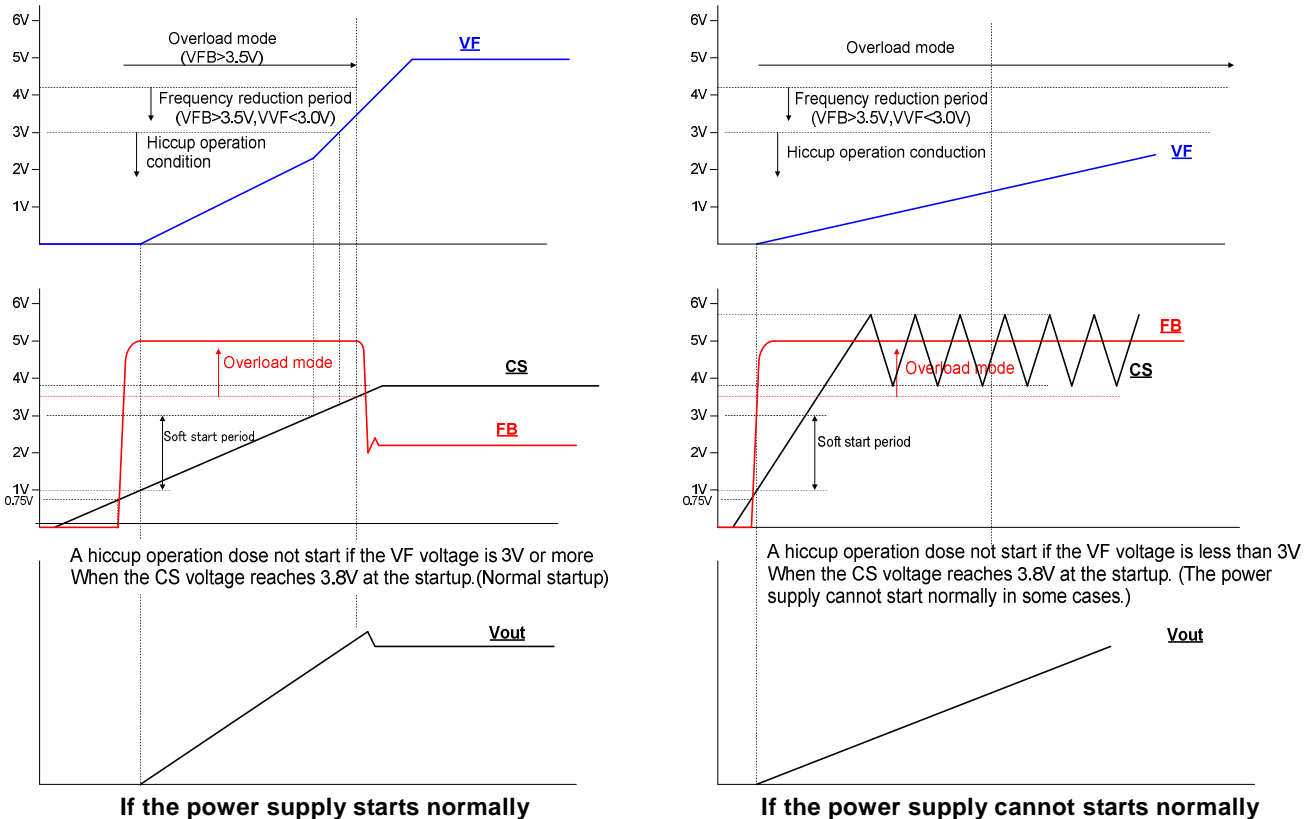 6V
5V
4V
3V
2V
1V
Overload mode
(VFB>3.5V)
VF
Frequency reduction period
(VFB>3.5V,VVF<3.0V)
Hiccup operation
condition
6V
5V
4V
3V
2V
1V
0.75V
Overload mode
CS
Soft start period
FB
A hiccup operation dose not start if the VF voltage is 3V or more
When the CS voltage reaches 3.8V at the startup.(Normal startup)
Vout
If the power supply starts normally
6V
5V
4V
3V
2V
1V
Overload mode
Frequency reduction period
(VFB>3.5V,VVF<3.0V)
Hiccup operation conduction
VF
6V
5V
4V
3V
2V
1V
0.75V
FB
Overload mode
CS
Soft start period
A hiccup operation dose not start if the VF voltage is less than 3V
When the CS voltage reaches 3.8V at the startup. (The power
supply cannot start normally in some cases.)
Vout
If the power supply cannot starts normally